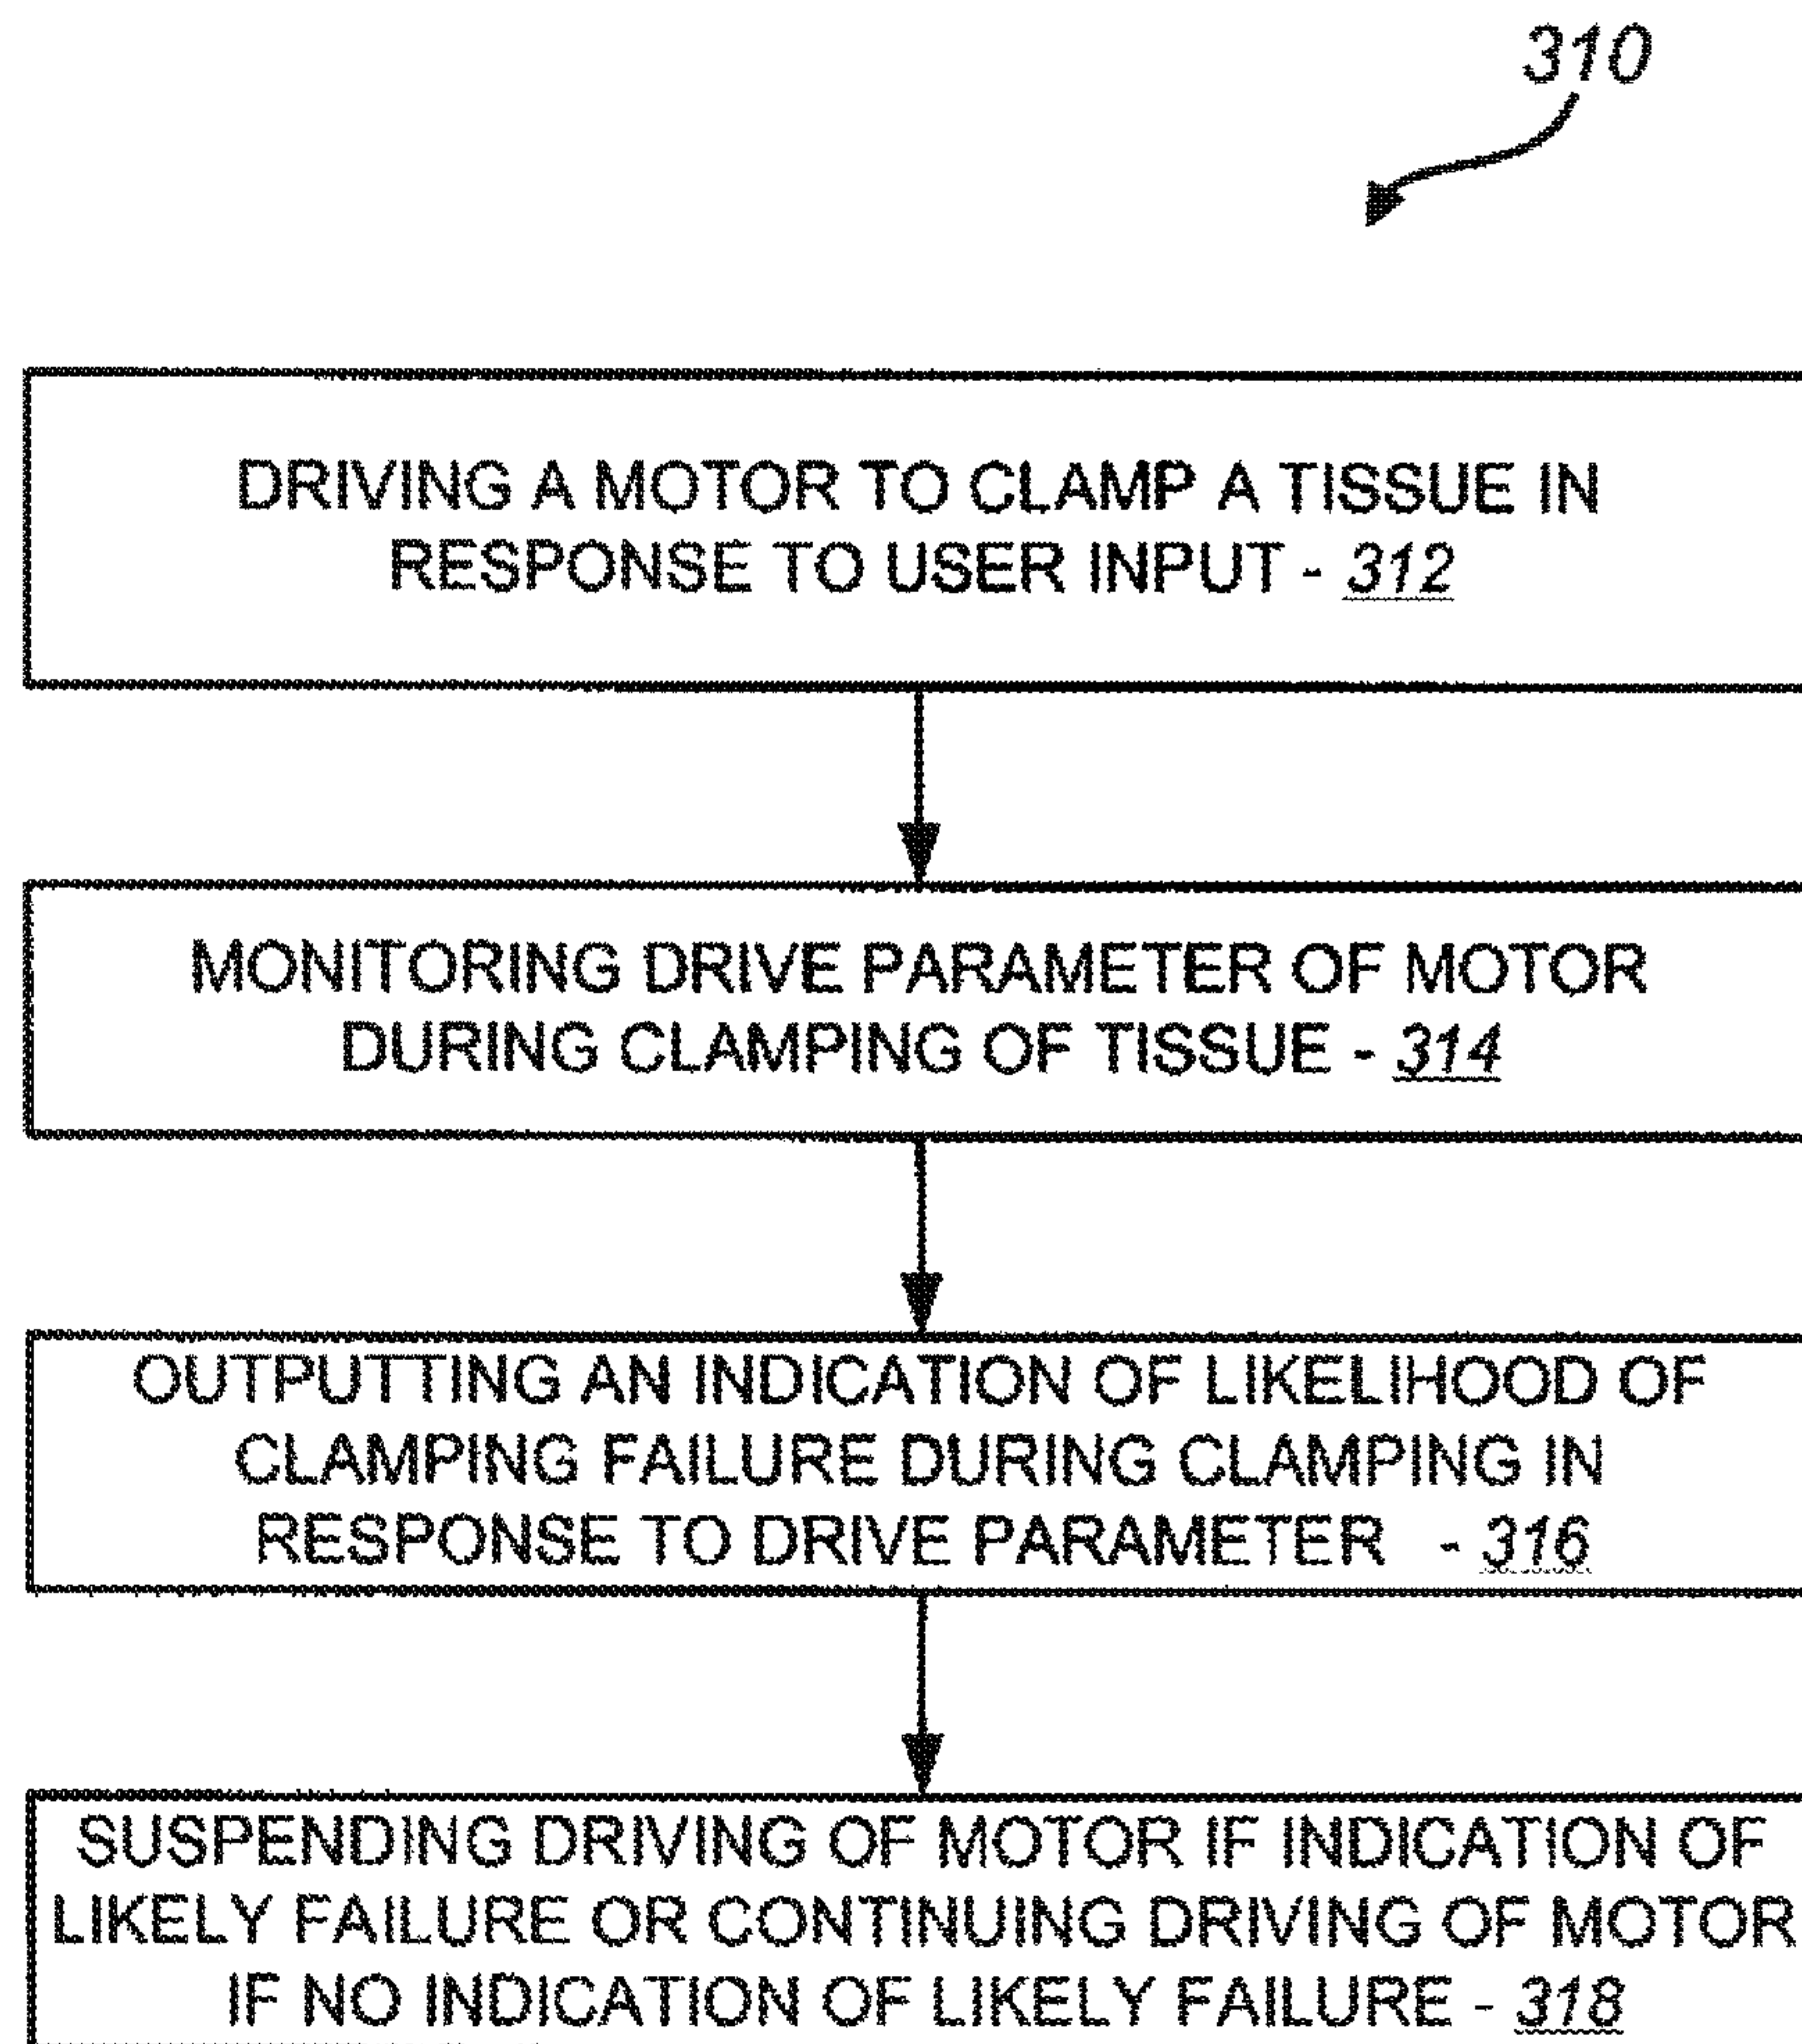 310
DRIVING A MOTOR TO CLAMP A TISSUE IN
RESPONSE TO USER INPUT - 312
MONITORING DRIVE PARAMETER OF MOTOR
DURING CLAMPING OF TISSUE - 314
OUTPUTTING AN INDICATION OF LIKELIHOOD OF
CLAMPING FAILURE DURING CLAMPING IN
RESPONSE TO DRIVE PARAMETER - 316
SUSPENDING DRIVING OF MOTOR IF INDICATION OF
LIKELY FAILURE OR CONTINUING DRIVING OF MOTOR
IF NO INDICATION OF LIKELY FAILURE - 318